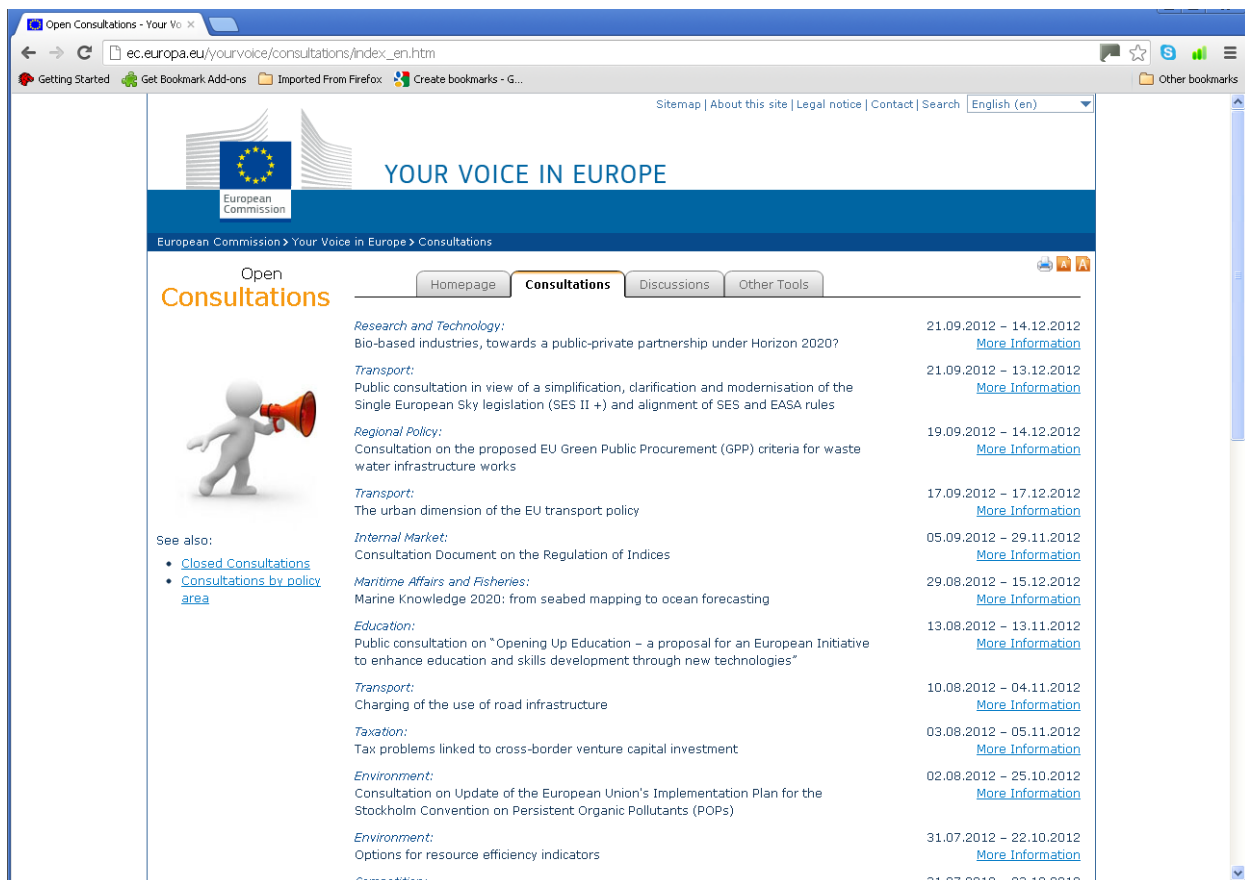 Open Consultations - Your Vo
ec.europa.eu/yourvoice/consultations/index_en.htm
Getting Started Get Bookmark Add-ons Imported From Firefox Create bookmarks - G... Other bookmarks
Sitemap | About this site | Legal notice | Contact | Search English (en)
YOUR VOICE IN EUROPE
European
Commission
European Commission > Your Voice in Europe > Consultations
A A
Open
Consultations
Homepage Consultations Discussions Other Tools
Research and Technology: 21.09.2012 – 14.12.2012
Bio-based industries, towards a public-private partnership under Horizon 2020? More Information
Transport: 21.09.2012 – 13.12.2012
Public consultation in view of a simplification, clarification and modernisation of the More Information
Single European Sky legislation (SES II +) and alignment of SES and EASA rules
Regional Policy: 19.09.2012 – 14.12.2012
Consultation on the proposed EU Green Public Procurement (GPP) criteria for waste More Information
water infrastructure works
Transport: 17.09.2012 – 17.12.2012
The urban dimension of the EU transport policy More Information
See also:
Closed Consultations
Consultations by policy
area
Internal Market: 05.09.2012 – 29.11.2012
Consultation Document on the Regulation of Indices More Information
Maritime Affairs and Fisheries: 29.08.2012 – 15.12.2012
Marine Knowledge 2020: from seabed mapping to ocean forecasting More Information
Education: 13.08.2012 – 13.11.2012
Public consultation on “Opening Up Education – a proposal for an European Initiative More Information
to enhance education and skills development through new technologies”
Transport: 10.08.2012 – 04.11.2012
Charging of the use of road infrastructure More Information
Taxation: 03.08.2012 – 05.11.2012
Tax problems linked to cross-border venture capital investment More Information
Environment: 02.08.2012 – 25.10.2012
Consultation on Update of the European Union's Implementation Plan for the More Information
Stockholm Convention on Persistent Organic Pollutants (POPs)
Environment: 31.07.2012 – 22.10.2012
Options for resource efficiency indicators More Information